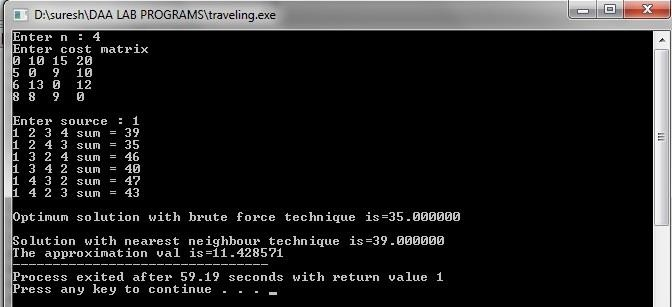 D:\suresh\DAA LAB PROGRAMS\traveling.exe
Enter n : 4
Enter cost matrix
0 10 15 20
5 0 9 10
6 13 0 12
8 8 9 0
Enter source : 1
1 2 3 4 sum = 39
1 2 4 3 sum = 35
1 3 2 4 sum = 46
1 3 4 2 sum = 40
1 4 3 2 sum = 47
1 4 2 3 sum = 43
Optimum solution with brute force technique is=35.000000
Solution with nearest neighbour technique is=39.000000
The approximation val is=11.428571
--------------------------------
Process exited after 59.19 seconds with return value 1
Press any key to continue . . . _